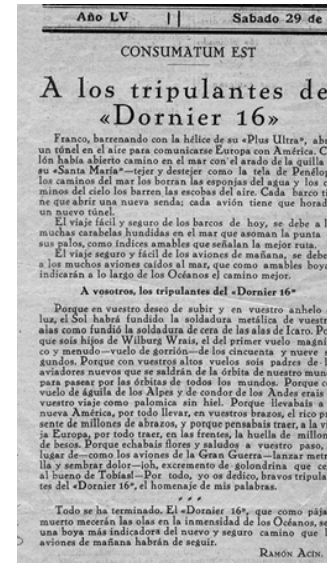 Año LV || Sabado 29 de
CONSUMATUM EST
A los tripulantes de
«Dornier 16»
Franco, barrenando con la hélice de su «Plus Ultra», ab
un túnel en el aire para comunicarse Europa con América. C
lón había abierto camino en el mar con el arado de la quilla
su «Santa María»—tejer y destejer como la tela de Penélop
los caminos del mar los borran las esponjas del agua y los c
minos del cielo los barren las escobas del aire. Cada barco ti
ne que abrir una nueva senda; cada avión tiene que horad
un nuevo túnel.
El viaje fácil y seguro de los barcos de hoy, se debe a l
muchas carabelas hundidas en el mar que asoman la punta
sus palos, como índices amables que señalan la mejor ruta.
El viaje seguro y fácil de los aviones de mañana, se debe
a los muchos aviones caídos al mar, que como amables boya
indicarán a lo largo de los Océanos el camino mejor.
A vosotros, los tripulantes del «Dornier 16»
Porque en vuestro deseo de subir y en vuestro anhelo
luz, el Sol habrá fundido la soldadura metálica de vuestr
alas como fundió la soldadura de cera de las alas de Icaro. Po
que sois hijos de Wilburg Wrais, el del primer vuelo magní
co y menudo—vuelo de gorrión—de los cincuenta y nueve s
gundos. Porque con vuestros altos vuelos sois padres de l
aviadores nuevos que se saldrán de la órbita de nuestro mun
para pasear por las órbitas de todos los mundos. Porque c
vuelo de águila de los Alpes y de condor de los Andes erais
vuestro viaje como palomica sin hiel. Porque llevabais a
nueva América, por todo llevar, en vuestros brazos, el rico pr
sente de millones de abrazos, y porque pensabais traer, a la vi
ja Europa, por todo traer, en las frentes, la huella de millon
de besos. Porque echabais flores y saludos a vuestro paso,
lugar de—como los aviones de la Gran Guerra—lanzar metr
lla y sembrar dolor—¡oh, excremento de golondrina que ce
al bueno de Tobías!—Por todo, yo os dedico, bravos tripula
tes del «Dornier 16», el homenaje de mis palabras.
* * *
Todo se ha terminado. El «Dornier 16», que como pája
muerto mecerán las olas en la inmensidad de los Océanos, se
una boya más indicadora del nuevo y seguro camino que l
aviones de mañana habrán de seguir.
RAMÓN ACÍN.